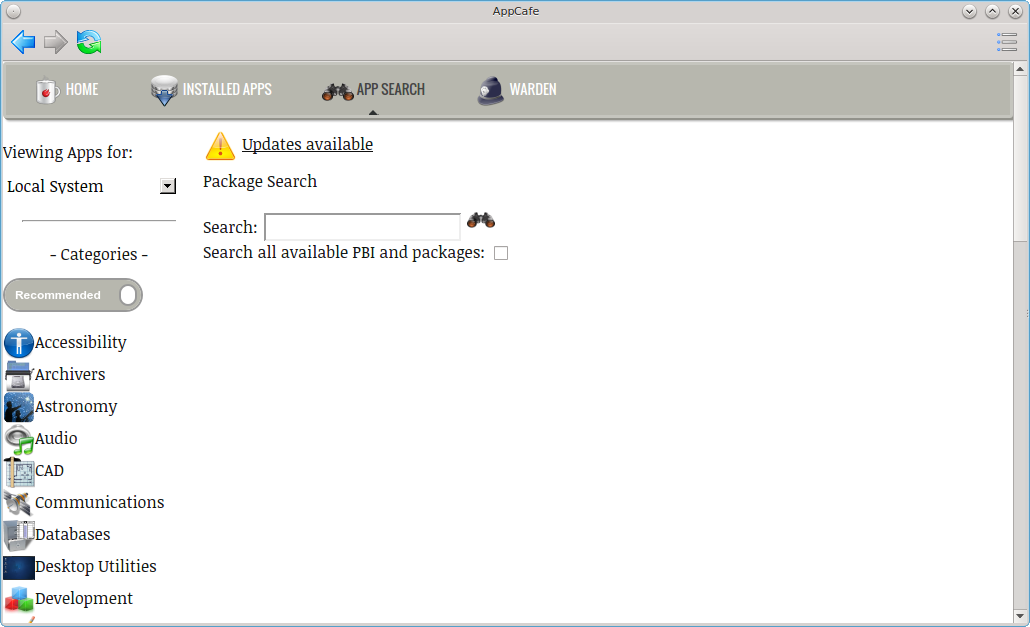 AppCafe
HOME INSTALLED APPS APP SEARCH WARDEN
Viewing Apps for:
Local System
- Categories -
Recommended
Accessibility
Archivers
Astronomy
Audio
CAD
Communications
Databases
Desktop Utilities
Development
Updates available
Package Search
Search:
Search all available PBI and packages: